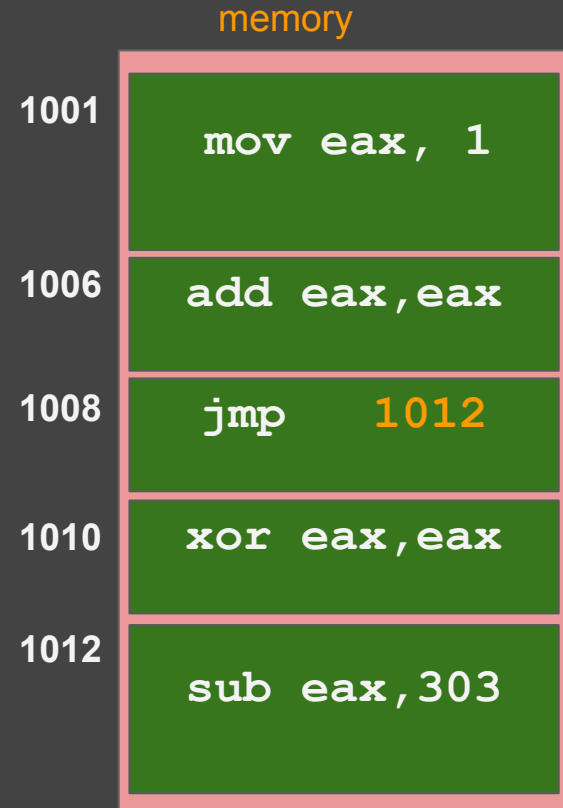 memory
1001
mov eax, 1
1006
add eax,eax
1008
jmp 1012
1010
xor eax,eax
1012
sub eax,303